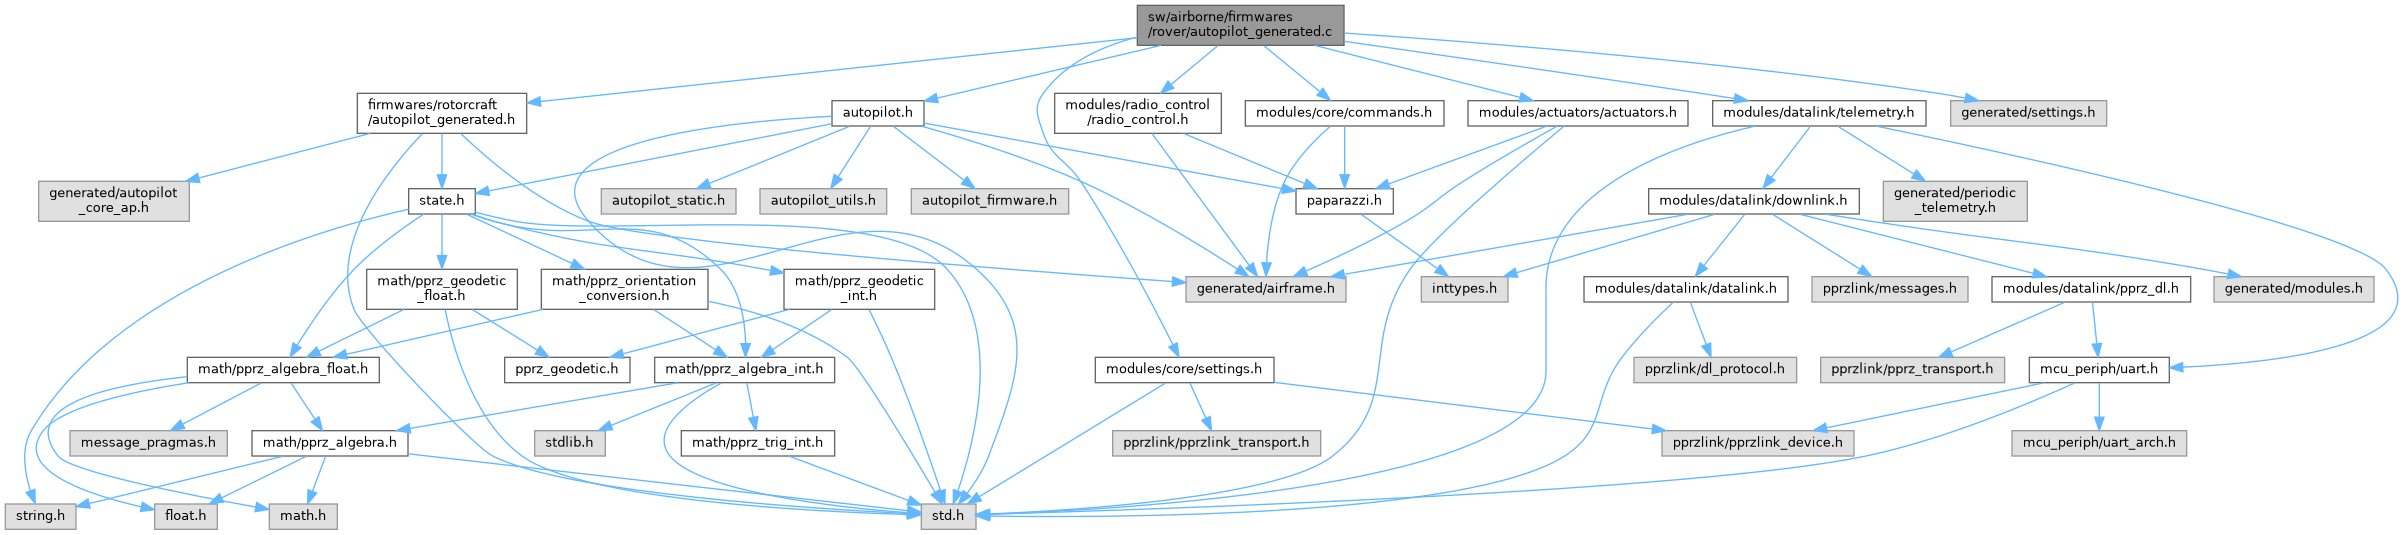 sw/airborne/firmwares
/rover/autopilot_generated.c
firmwares/rotorcraft
/autopilot_generated.h
autopilot.h
modules/radio_control
/radio_control.h
modules/core/commands.h
modules/actuators/actuators.h
modules/datalink/telemetry.h
generated/settings.h
generated/autopilot
_core_ap.h
state.h
autopilot_static.h
autopilot_utils.h
autopilot_firmware.h
paparazzi.h
modules/datalink/downlink.h
generated/periodic
_telemetry.h
math/pprz_geodetic
_float.h
math/pprz_orientation
_conversion.h
math/pprz_geodetic
_int.h
generated/airframe.h
inttypes.h
modules/datalink/datalink.h
pprzlink/messages.h
modules/datalink/pprz_dl.h
generated/modules.h
math/pprz_algebra_float.h
pprz_geodetic.h
math/pprz_algebra_int.h
modules/core/settings.h
pprzlink/dl_protocol.h
pprzlink/pprz_transport.h
mcu_periph/uart.h
message_pragmas.h
math/pprz_algebra.h
stdlib.h
math/pprz_trig_int.h
pprzlink/pprzlink_transport.h
pprzlink/pprzlink_device.h
mcu_periph/uart_arch.h
string.h
float.h
math.h
std.h